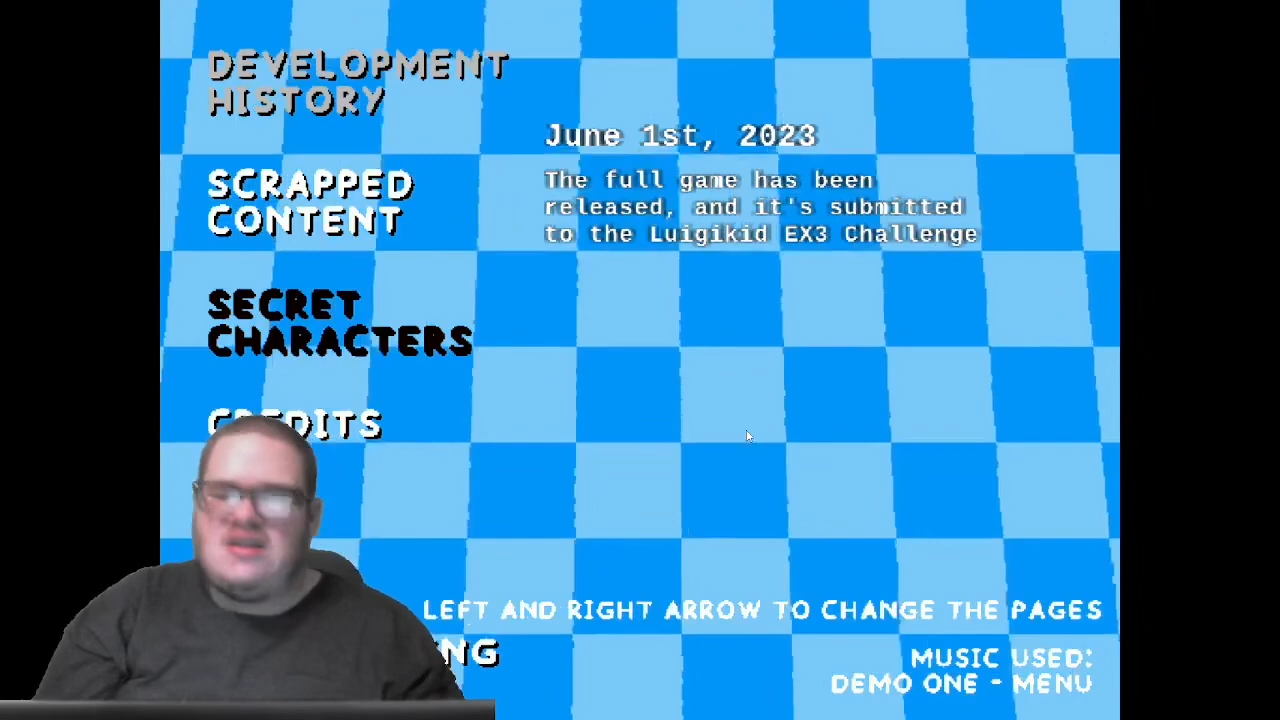 DEVELOPMENT
HISTORY
June 1st, 2023
The full game has been
released, and it's submitted
to the Luigikid EX3 Challenge
SCRAPPED
CONTENT
SECRET
CHARACTERS
CREDITS
LEFT AND RIGHT ARROW TO CHANGE THE PAGES
MUSIC USED:
DEMO ONE - MENU